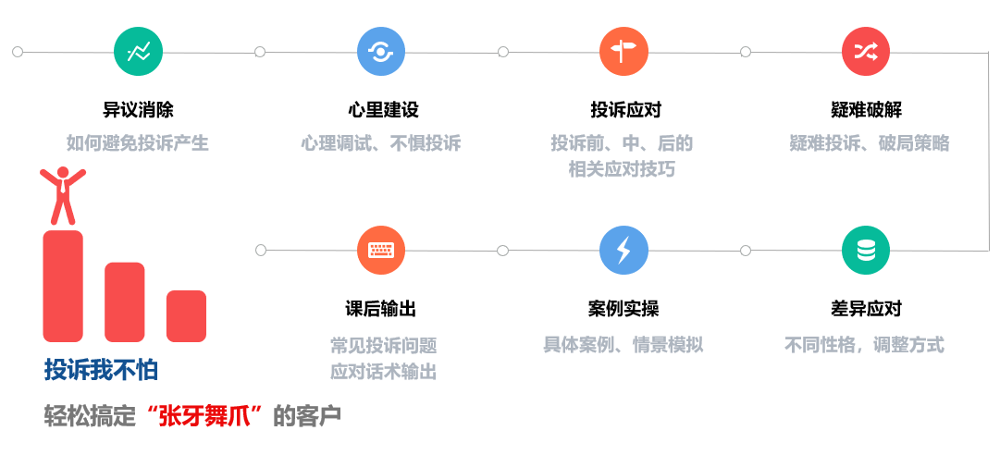 异议消除
如何避免投诉产生
心里建设
心理调试、不惧投诉
投诉应对
投诉前、中、后的
相关应对技巧
疑难破解
疑难投诉、破局策略
差异应对
不同性格，调整方式
案例实操
具体案例、情景模拟
课后输出
常见投诉问题
应对话术输出
投诉我不怕
轻松搞定“张牙舞爪”的客户